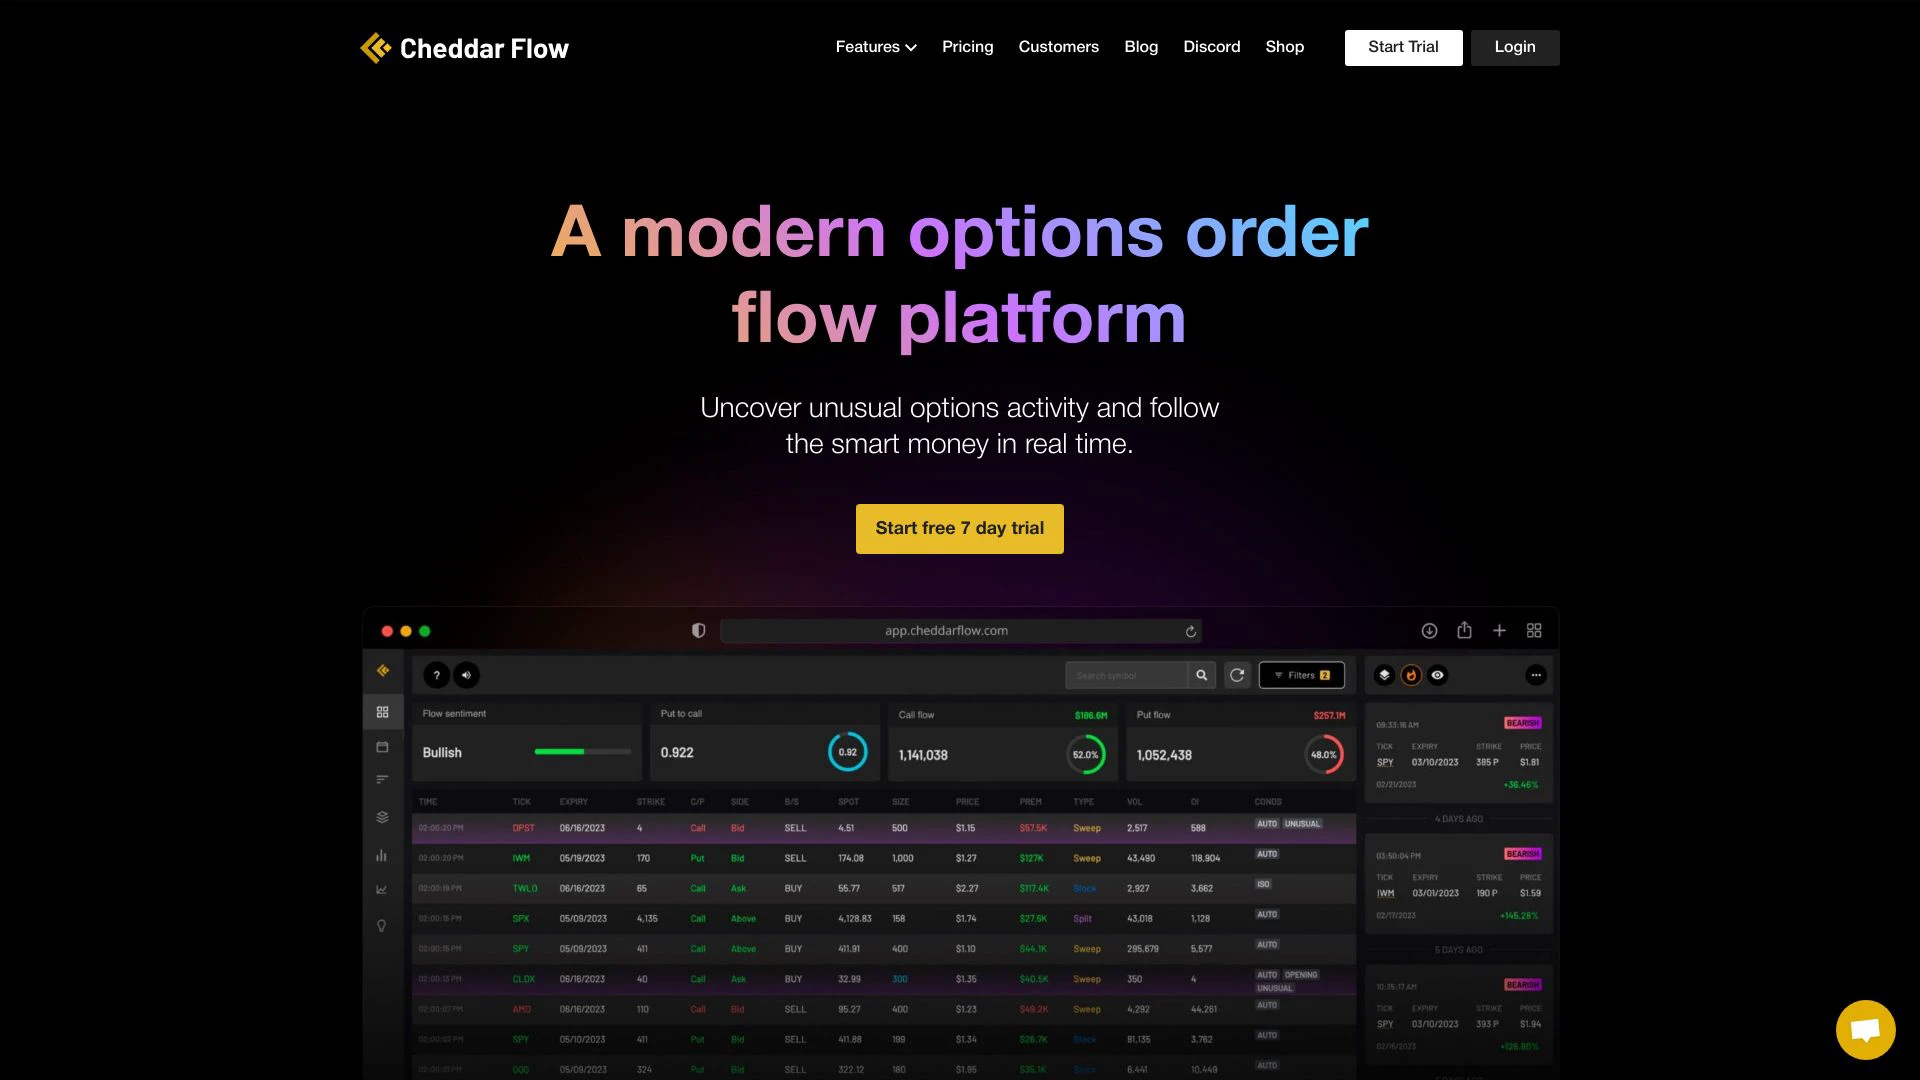 Cheddar Flow
Features Pricing Customers Blog Discord Shop Start Trial Login
A modern options order
flow platform
Uncover unusual options activity and follow
the smart money in real time.
Start free 7 day trial
app.cheddarflow.com
? Search symbol Filters 2
Flow sentiment
Bullish
Put to call
0.922 0.92
Call flow $186.6M
1,141,038 52.0%
Put flow $257.1M
1,052,438 48.0%
TIME TICK EXPIRY STRIKE C/P SIDE B/S SPOT SIZE PRICE PREM TYPE VOL OI CONDS
02:00:20 PM DPST 06/16/2023 4 Call Bid SELL 4.51 500 $1.15 $57.5K Sweep 2,517 588 AUTO UNUSUAL
02:00:20 PM IWM 05/19/2023 170 Put Bid SELL 174.08 1,000 $1.27 $127K Sweep 43,490 118,904 AUTO
02:00:19 PM TWLO 06/16/2023 65 Call Ask BUY 55.77 517 $2.27 $117.4K Block 2,927 3,662 ISO
02:00:15 PM SPX 05/09/2023 4,135 Call Above BUY 4,128.83 158 $1.74 $27.6K Split 43,018 1,128 AUTO
02:00:15 PM SPY 05/09/2023 411 Call Above BUY 411.91 400 $1.10 $44.1K Sweep 295,679 5,577 AUTO
02:00:13 PM CLDX 06/16/2023 40 Call Ask BUY 32.99 300 $1.35 $40.5K Sweep 350 4 AUTO OPENING
UNUSUAL
02:00:07 PM AMD 06/16/2023 110 Call Bid SELL 95.27 400 $1.23 $49.2K Sweep 4,292 44,261 AUTO
02:00:02 PM SPY 05/10/2023 411 Put Bid SELL 411.88 199 $1.34 $26.7K Block 81,135 3,762 AUTO
02:00:01 PM QQQ 05/09/2023 324 Put Bid SELL 322.12 180 $1.95 $35.1K Block 6,441 10,449 AUTO
09:33:16 AM BEARISH
TICK EXPIRY STRIKE PRICE
SPY 03/10/2023 385 P $1.81
02/21/2023 +36.46%
4 DAYS AGO
03:50:04 PM BEARISH
TICK EXPIRY STRIKE PRICE
IWM 03/01/2023 190 P $1.59
02/17/2023 +145.28%
5 DAYS AGO
10:35:17 AM BEARISH
TICK EXPIRY STRIKE PRICE
SPY 03/10/2023 393 P $1.94
02/16/2023 +126.80%